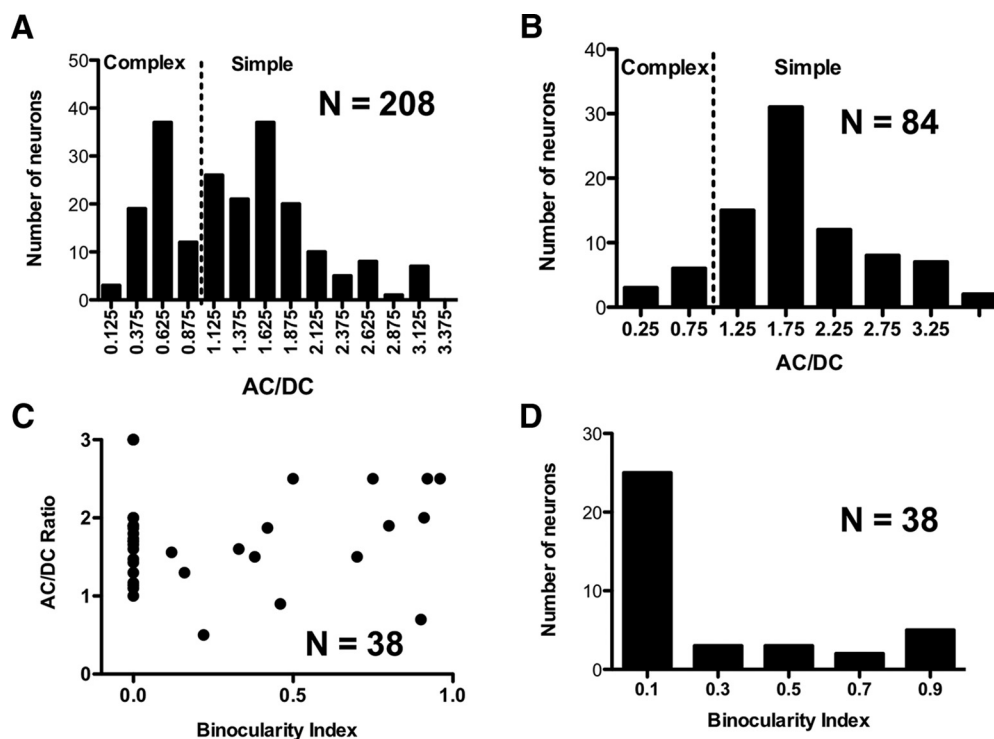 A
50
40
30
20
10
0
Number of neurons
Complex
Simple
N = 208
0.125
0.375
0.625
0.875
1.125
1.375
1.625
1.875
2.125
2.375
2.625
2.875
3.125
3.375
AC/DC
B
40
30
20
10
0
Number of neurons
Complex
Simple
N = 84
0.25 0.75 1.25 1.75 2.25 2.75 3.25
AC/DC
C
3
2
1
0
AC/DC Ratio
N = 38
0.0 0.5 1.0
Binocularity Index
D
30
20
10
0
Number of neurons
N = 38
0.1 0.3 0.5 0.7 0.9
Binocularity Index